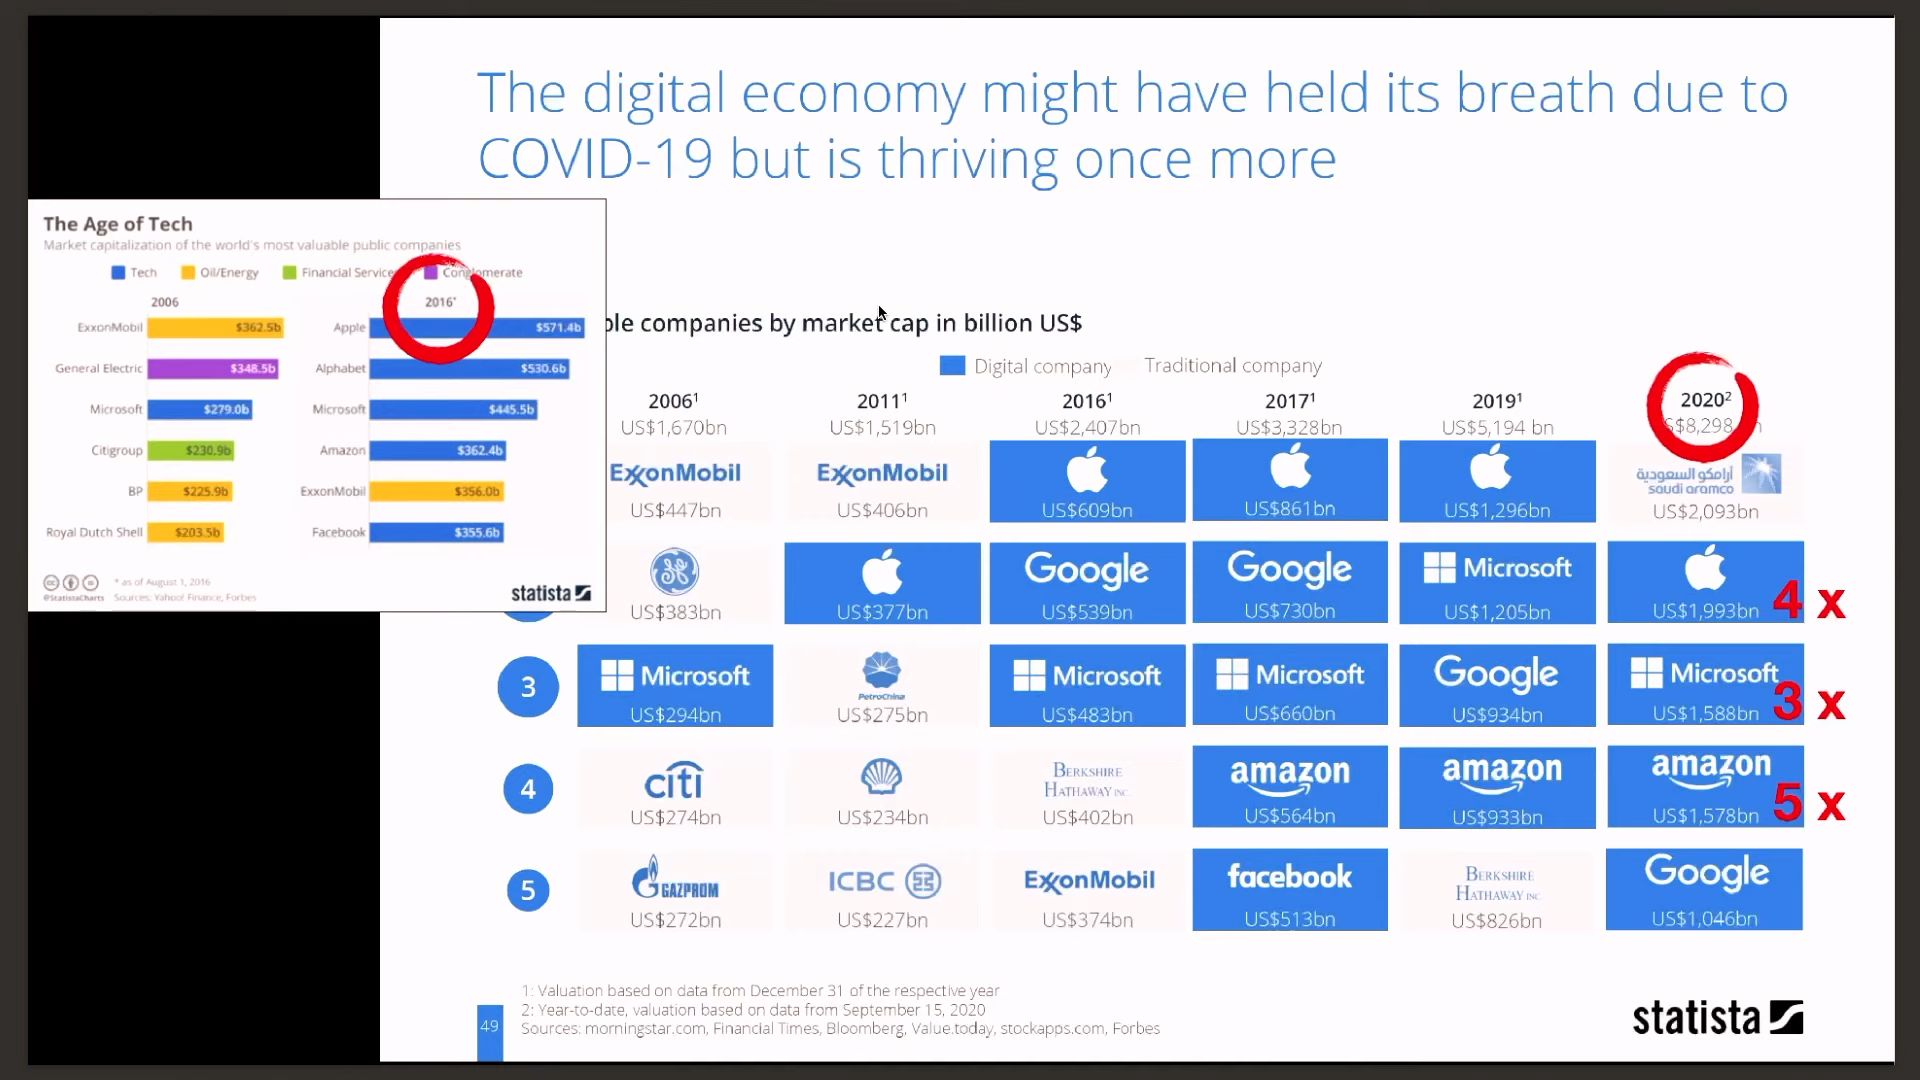 The digital economy might have held its breath due to
COVID-19 but is thriving once more
The Age of Tech
Market capitalization of the world's most valuable public companies
Tech Oil/Energy Financial Service Conglomerate
2006 2016*
ExxonMobil $362.5b Apple $571.4b
General Electric $348.5b Alphabet $530.6b
Microsoft $279.0b Microsoft $445.5b
Citigroup $230.9b Amazon $362.4b
BP $225.9b ExxonMobil $356.0b
Royal Dutch Shell $203.5b Facebook $355.6b
* as of August 1, 2016
@StatistaCharts Sources: Yahoo! Finance, Forbes
statista
companies by market cap in billion US$
Digital company Traditional company
2006¹ 2011¹ 2016¹ 2017¹ 2019¹ 2020²
US$1,670bn US$1,519bn US$2,407bn US$3,328bn US$5,194 bn $8,298
ExxonMobil ExxonMobil أرامكو السعودية saudi aramco
US$447bn US$406bn US$609bn US$861bn US$1,296bn US$2,093bn
GE Google Google Microsoft
US$383bn US$377bn US$539bn US$730bn US$1,205bn US$1,993bn 4 x
3 Microsoft PetroChina Microsoft Microsoft Google Microsoft
US$294bn US$275bn US$483bn US$660bn US$934bn US$1,588bn 3 x
4 citi BERKSHIRE HATHAWAY INC. amazon amazon amazon
US$274bn US$234bn US$402bn US$564bn US$933bn US$1,578bn 5 x
5 GAZPROM ICBC ExxonMobil facebook BERKSHIRE HATHAWAY INC. Google
US$272bn US$227bn US$374bn US$513bn US$826bn US$1,046bn
1: Valuation based on data from December 31 of the respective year
2: Year-to-date, valuation based on data from September 15, 2020
49 Sources: morningstar.com, Financial Times, Bloomberg, Value.today, stockapps.com, Forbes
statista